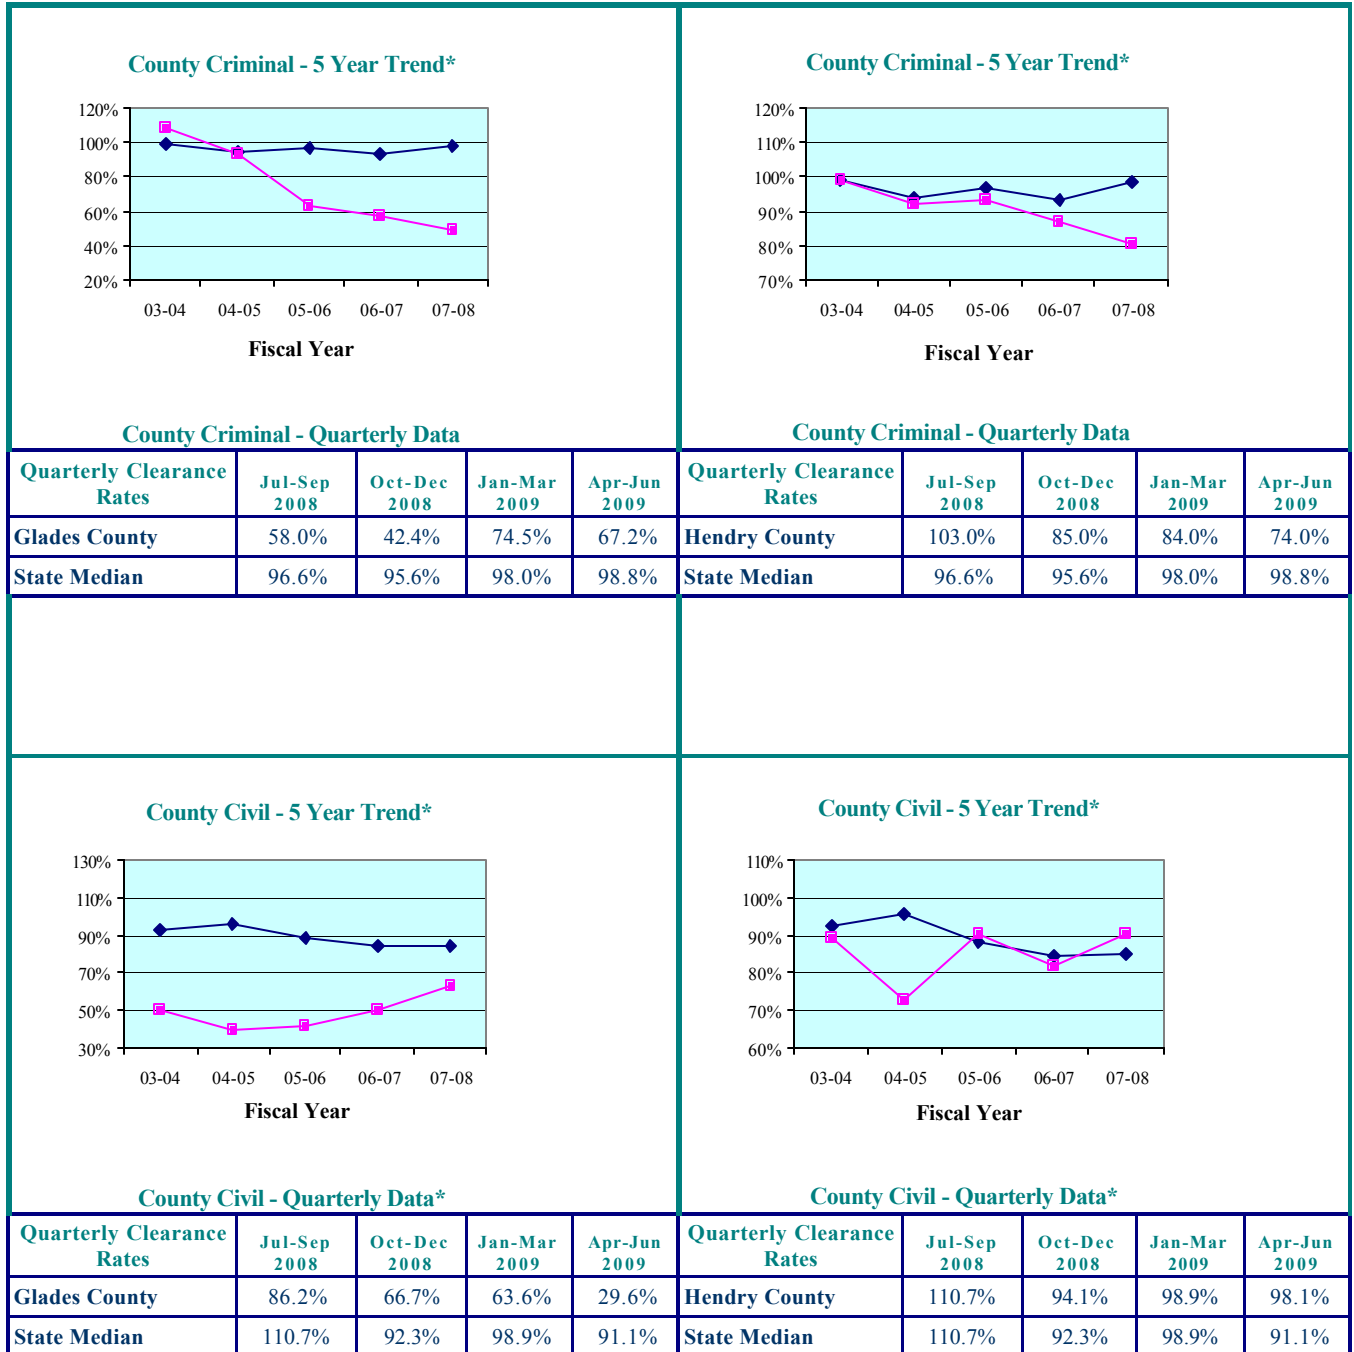 County Criminal - 5 Year Trend*
120%
100%
80%
60%
40%
20%
03-04 04-05 05-06 06-07 07-08
Fiscal Year
County Criminal - Quarterly Data
Quarterly Clearance Rates Jul-Sep 2008 Oct-Dec 2008 Jan-Mar 2009 Apr-Jun 2009
Glades County 58.0% 42.4% 74.5% 67.2%
State Median 96.6% 95.6% 98.0% 98.8%
County Criminal - 5 Year Trend*
120%
110%
100%
90%
80%
70%
03-04 04-05 05-06 06-07 07-08
Fiscal Year
County Criminal - Quarterly Data
Quarterly Clearance Rates Jul-Sep 2008 Oct-Dec 2008 Jan-Mar 2009 Apr-Jun 2009
Hendry County 103.0% 85.0% 84.0% 74.0%
State Median 96.6% 95.6% 98.0% 98.8%
County Civil - 5 Year Trend*
130%
110%
90%
70%
50%
30%
03-04 04-05 05-06 06-07 07-08
Fiscal Year
County Civil - Quarterly Data*
Quarterly Clearance Rates Jul-Sep 2008 Oct-Dec 2008 Jan-Mar 2009 Apr-Jun 2009
Glades County 86.2% 66.7% 63.6% 29.6%
State Median 110.7% 92.3% 98.9% 91.1%
County Civil - 5 Year Trend*
110%
100%
90%
80%
70%
60%
03-04 04-05 05-06 06-07 07-08
Fiscal Year
County Civil - Quarterly Data*
Quarterly Clearance Rates Jul-Sep 2008 Oct-Dec 2008 Jan-Mar 2009 Apr-Jun 2009
Hendry County 110.7% 94.1% 98.9% 98.1%
State Median 110.7% 92.3% 98.9% 91.1%